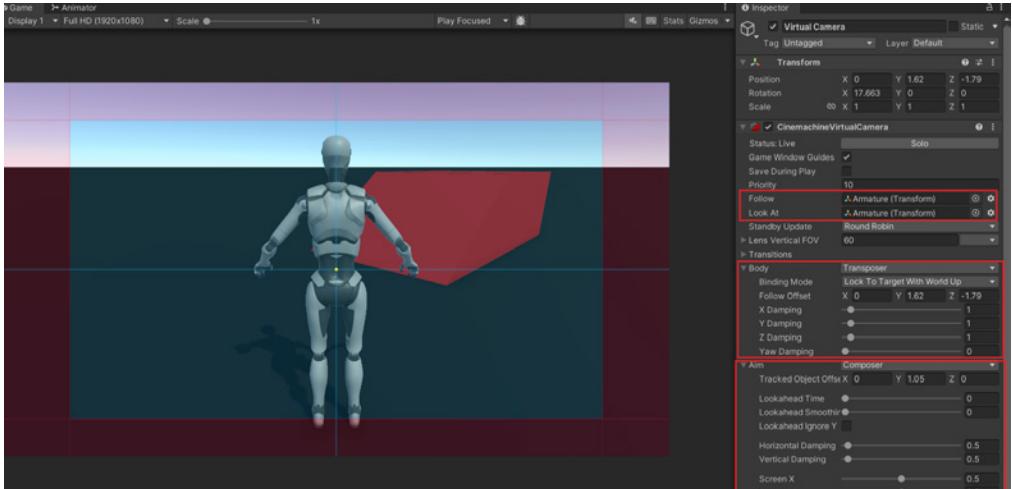 Game Animator
Display 1 Full HD (1920x1080) Scale 1x Play Focused Stats Gizmos
Inspector
Virtual Camera Static
Tag Untagged Layer Default
Transform
Position X 0 Y 1.62 Z -1.79
Rotation X 17.663 Y 0 Z 0
Scale X 1 Y 1 Z 1
CinemachineVirtualCamera
Status: Live Solo
Game Window Guides
Save During Play
Priority 10
Follow Armature (Transform)
Look At Armature (Transform)
Standby Update Round Robin
Lens Vertical FOV 60
Transitions
Body Transposer
Binding Mode Lock To Target With World Up
Follow Offset X 0 Y 1.62 Z -1.79
X Damping 1
Y Damping 1
Z Damping 1
Yaw Damping 0
Aim Composer
Tracked Object Offse X 0 Y 1.05 Z 0
Lookahead Time 0
Lookahead Smoothin 0
Lookahead Ignore Y
Horizontal Damping 0.5
Vertical Damping 0.5
Screen X 0.5